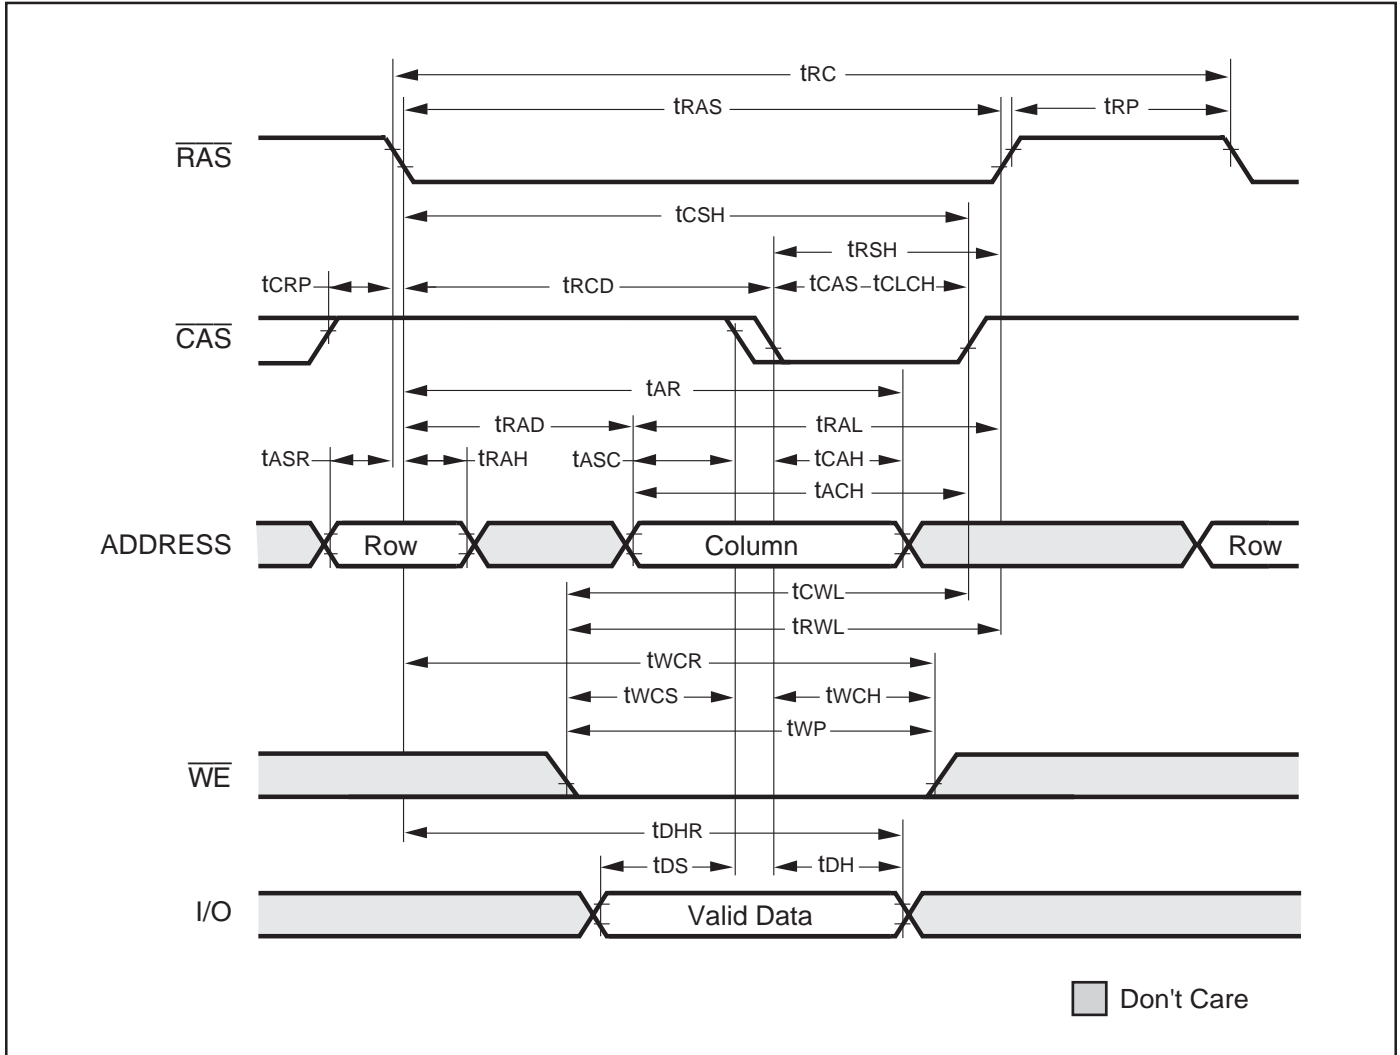 tRC
tRAS
tRP
RAS
tCSH
tRSH
tCRP
tRCD
tCAS
tCLCH
CAS
tAR
tRAD
tRAL
tASR
tRAH
tASC
tCAH
tACH
ADDRESS
Row
Column
Row
tCWL
tRWL
tWCR
tWCS
tWCH
tWP
WE
tDHR
tDS
tDH
I/O
Valid Data
Don't Care